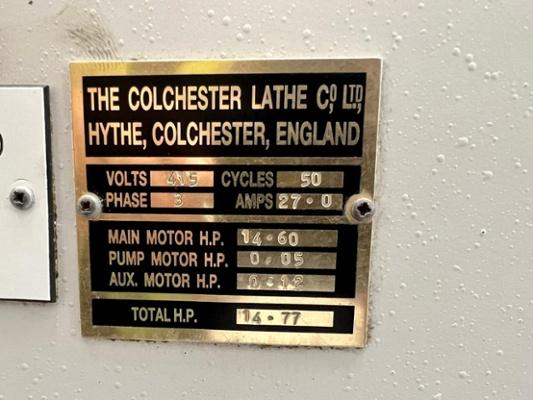 THE COLCHESTER LATHE Cº, LTD,
HYTHE, COLCHESTER, ENGLAND
VOLTS 415 CYCLES 50
PHASE 3 AMPS 27·0
MAIN MOTOR H.P. 14·60
PUMP MOTOR H.P. 0.05
AUX. MOTOR H.P. 0·12
TOTAL H.P. 14·77